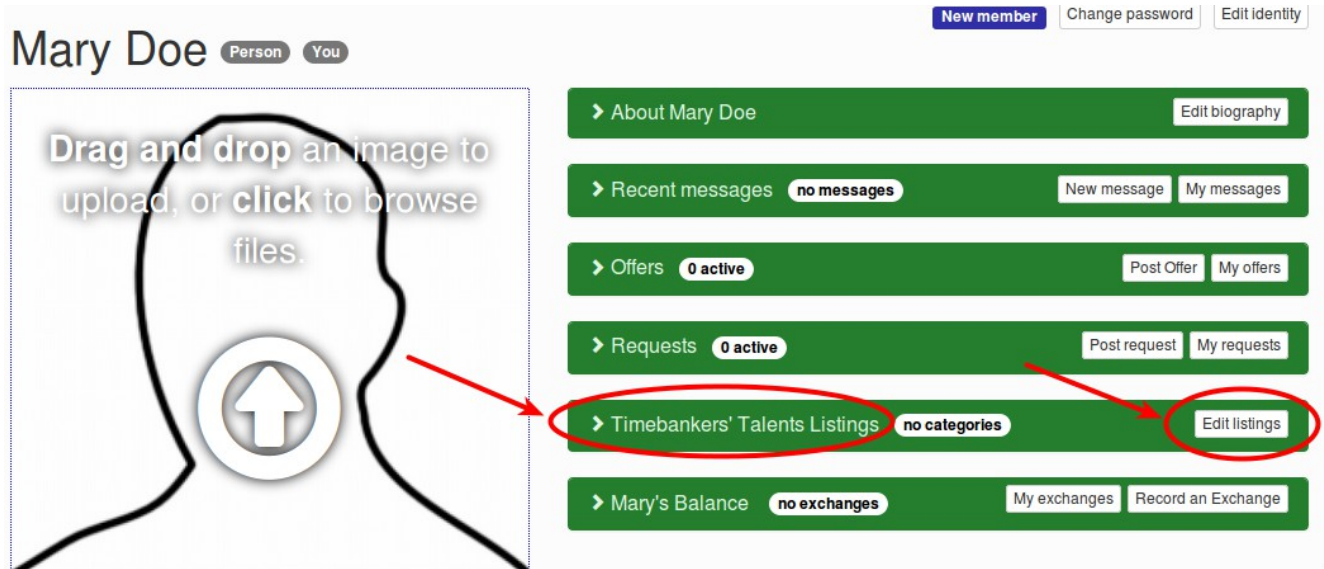 New member Change password Edit identity
Mary Doe Person You
Drag and drop an image to
upload, or click to browse
files.
About Mary Doe Edit biography
Recent messages no messages New message My messages
Offers 0 active Post Offer My offers
Requests 0 active Post request My requests
Timebankers' Talents Listings no categories Edit listings
Mary's Balance no exchanges My exchanges Record an Exchange